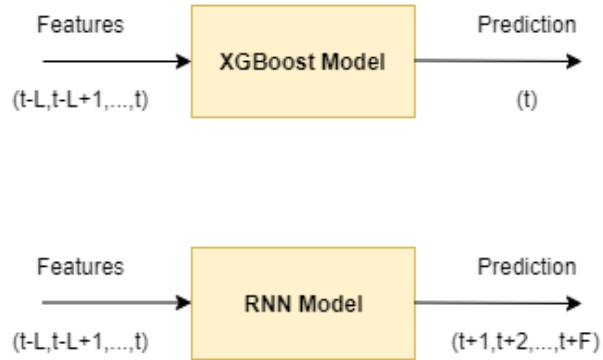 Features
XGBoost Model
Prediction
(t-L,t-L+1,...,t)
(t)
Features
RNN Model
Prediction
(t-L,t-L+1,...,t)
(t+1,t+2,...,t+F)